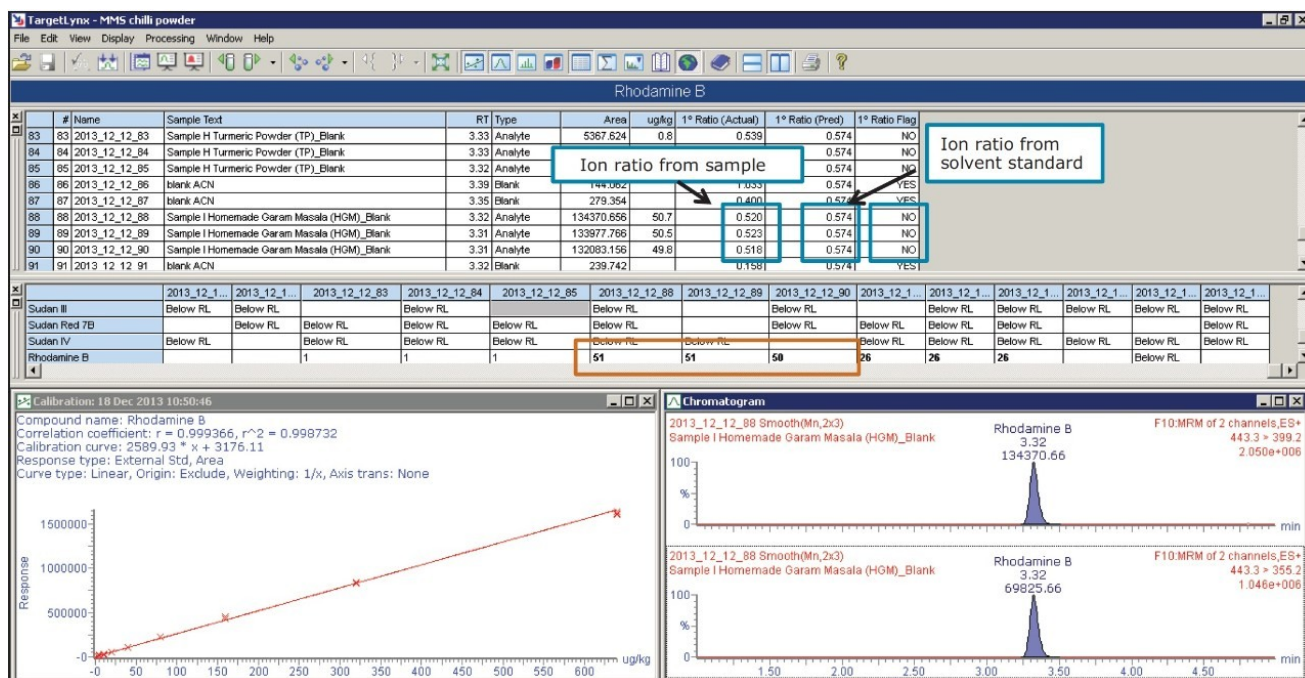 TargetLynx - MMS chilli powder
File Edit View Display Processing Window Help
Rhodamine B
# Name Sample Text RT Type Area ug/kg 1º Ratio (Actual) 1º Ratio (Pred) 1º Ratio Flag
83 83 2013_12_12_83 Sample H Turmeric Powder (TP)_Blank 3.33 Analyte 5367.624 0.8 0.539 0.574 NO
84 84 2013_12_12_84 Sample H Turmeric Powder (TP)_Blank 3.33 Analyte 0.574 NO
85 85 2013_12_12_85 Sample H Turmeric Powder (TP)_Blank 3.32 Analyte 0.574 NO
86 86 2013_12_12_86 blank ACN 3.39 Blank 144.062 1.033 0.574 YES
87 87 2013_12_12_87 blank ACN 3.35 Blank 279.354 0.400 0.574 YES
88 88 2013_12_12_88 Sample I Homemade Garam Masala (HGM)_Blank 3.32 Analyte 134370.656 50.7 0.520 0.574 NO
89 89 2013_12_12_89 Sample I Homemade Garam Masala (HGM)_Blank 3.31 Analyte 133977.766 50.5 0.523 0.574 NO
90 90 2013_12_12_90 Sample I Homemade Garam Masala (HGM)_Blank 3.31 Analyte 132083.156 49.8 0.518 0.574 NO
91 91 2013_12_12_91 blank ACN 3.32 Blank 239.742 0.158 0.574 YES
Ion ratio from sample
Ion ratio from
solvent standard
2013_12_1... 2013_12_1... 2013_12_12_83 2013_12_12_84 2013_12_12_85 2013_12_12_88 2013_12_12_89 2013_12_12_90 2013_12_1... 2013_12_1... 2013_12_1... 2013_12_1... 2013_12_1... 2013_12_1...
Sudan III Below RL Below RL Below RL Below RL Below RL Below RL Below RL Below RL Below RL
Sudan Red 7B Below RL Below RL Below RL Below RL Below RL Below RL Below RL Below RL Below RL Below RL
Sudan IV Below RL Below RL Below RL Below RL Below RL Below RL Below RL Below RL Below RL Below RL Below RL Below RL
Rhodamine B 1 1 1 51 51 50 26 26 26 Below RL
Calibration: 18 Dec 2013 10:50:46
Compound name: Rhodamine B
Correlation coefficient: r = 0.999366, r^2 = 0.998732
Calibration curve: 2589.93 * x + 3176.11
Response type: External Std, Area
Curve type: Linear, Origin: Exclude, Weighting: 1/x, Axis trans: None
1500000
1000000
500000
-0
Response
-0 50 100 150 200 250 300 350 400 450 500 550 600 ug/kg
Chromatogram
2013_12_12_88 Smooth(Mn,2x3)
Sample I Homemade Garam Masala (HGM)_Blank
Rhodamine B
3.32
134370.66
F10:MRM of 2 channels,ES+
443.3 > 399.2
2.050e+006
100
%
0
min
2013_12_12_88 Smooth(Mn,2x3)
Sample I Homemade Garam Masala (HGM)_Blank
Rhodamine B
3.32
69825.66
F10:MRM of 2 channels,ES+
443.3 > 355.2
1.046e+006
100
%
0
min
1.50 2.00 2.50 3.00 3.50 4.00 4.50